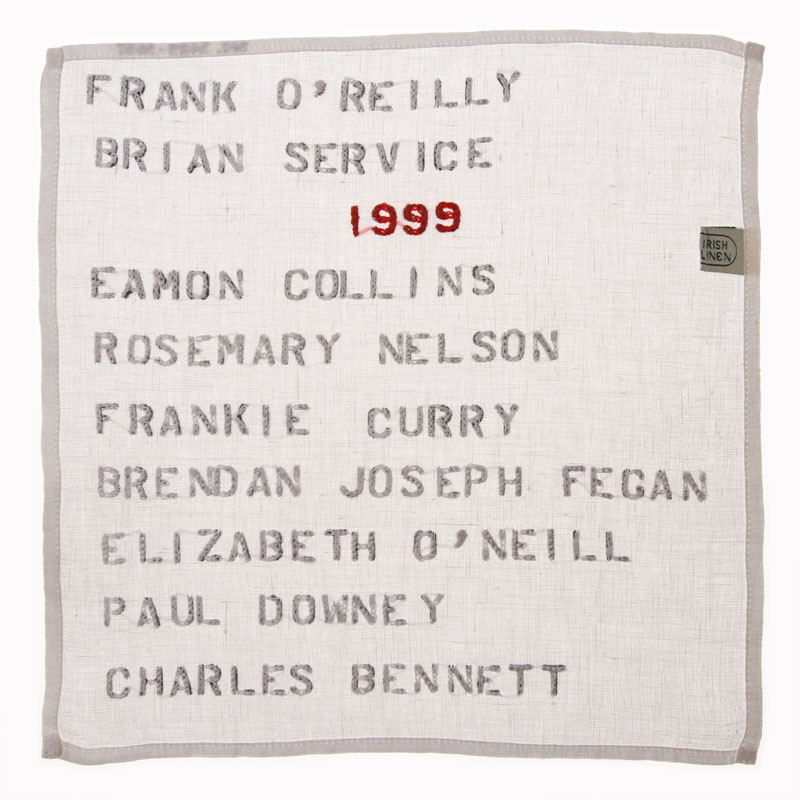 FRANK O'REILLY
BRIAN SERVICE
1999
IRISH
LINEN
EAMON COLLINS
ROSEMARY NELSON
FRANKIE CURRY
BRENDAN JOSEPH FEGAN
ELIZABETH O'NEILL
PAUL DOWNEY
CHARLES BENNETT